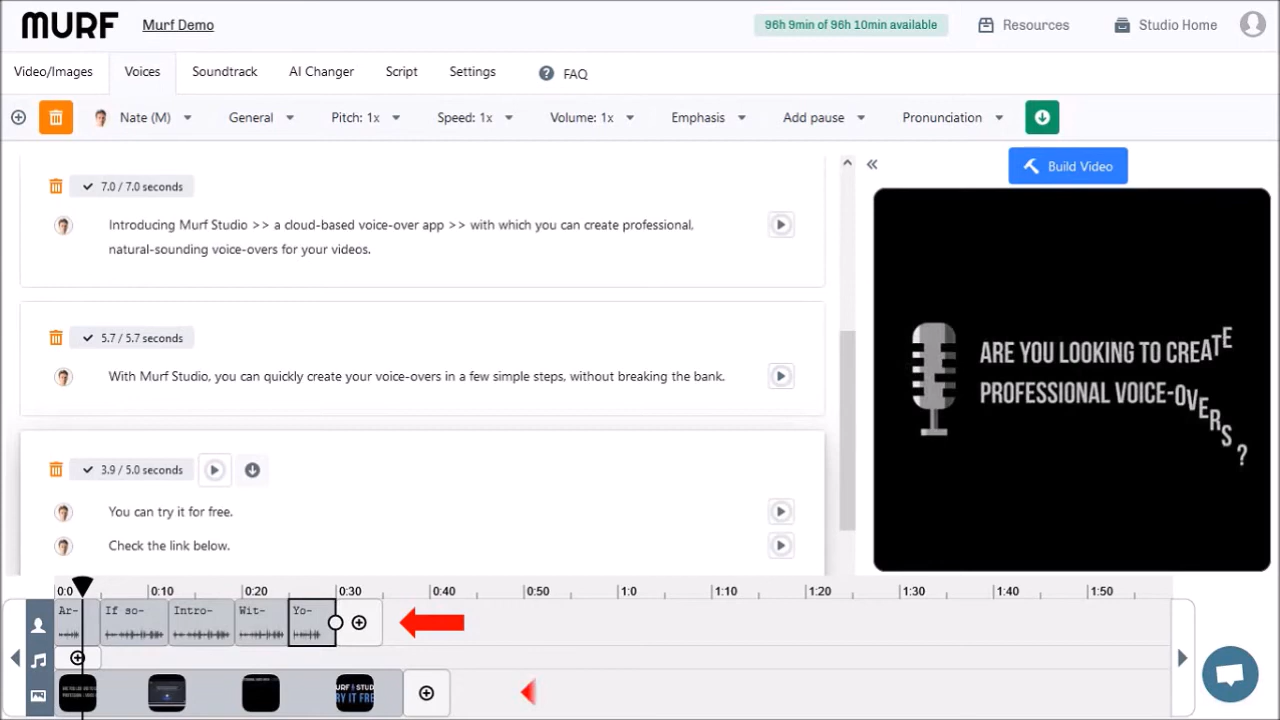 MURF Murf Demo 96h 9min of 96h 10min available Resources Studio Home
Video/Images Voices Soundtrack AI Changer Script Settings FAQ
Nate (M) General Pitch: 1x Speed: 1x Volume: 1x Emphasis Add pause Pronunciation
Build Video
7.0 / 7.0 seconds
Introducing Murf Studio >> a cloud-based voice-over app >> with which you can create professional,
natural-sounding voice-overs for your videos.
5.7 / 5.7 seconds
With Murf Studio, you can quickly create your voice-overs in a few simple steps, without breaking the bank.
3.9 / 5.0 seconds
You can try it for free.
Check the link below.
ARE YOU LOOKING TO CREATE
PROFESSIONAL VOICE-OVERS?
0:0 0:10 0:20 0:30 0:40 0:50 1:0 1:10 1:20 1:30 1:40 1:50
Ar- If so- Intro- Wit- Yo-
URF STUD
RY IT FRE